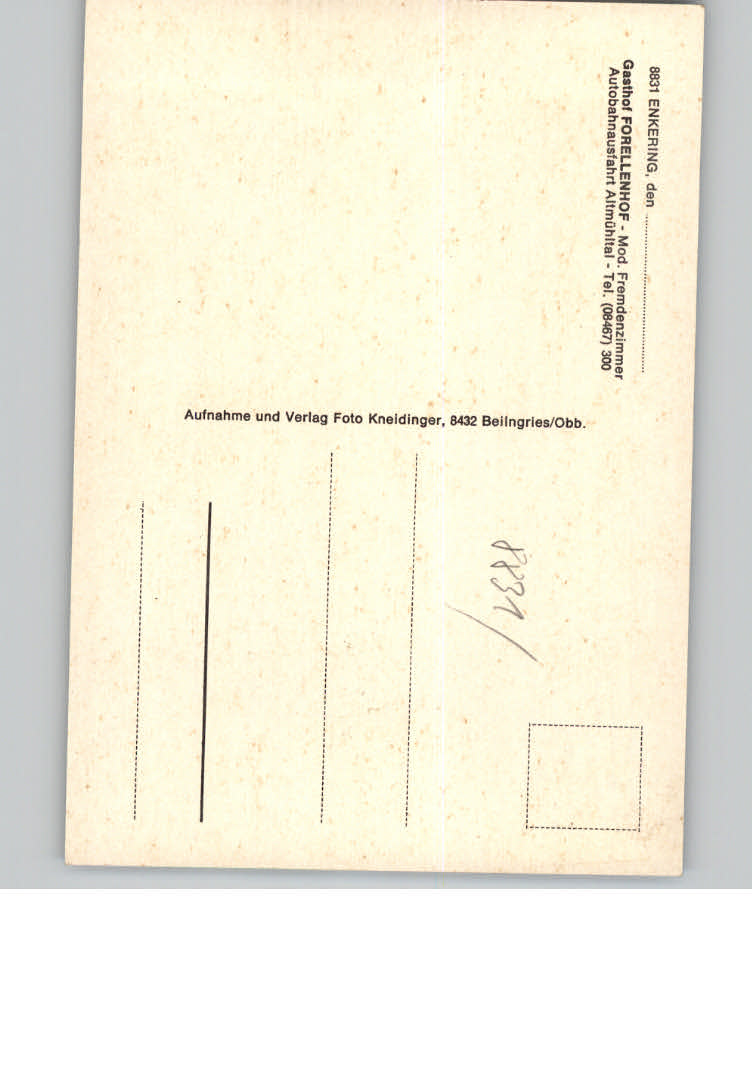 8831 ENKERING, den
Gasthof FORELLENHOF - Mod. Fremdenzimmer
Autobahnausfahrt Altmühltal - Tel. (08467) 300
Aufnahme und Verlag Foto Kneidinger, 8432 Beilngries/Obb.
8831/